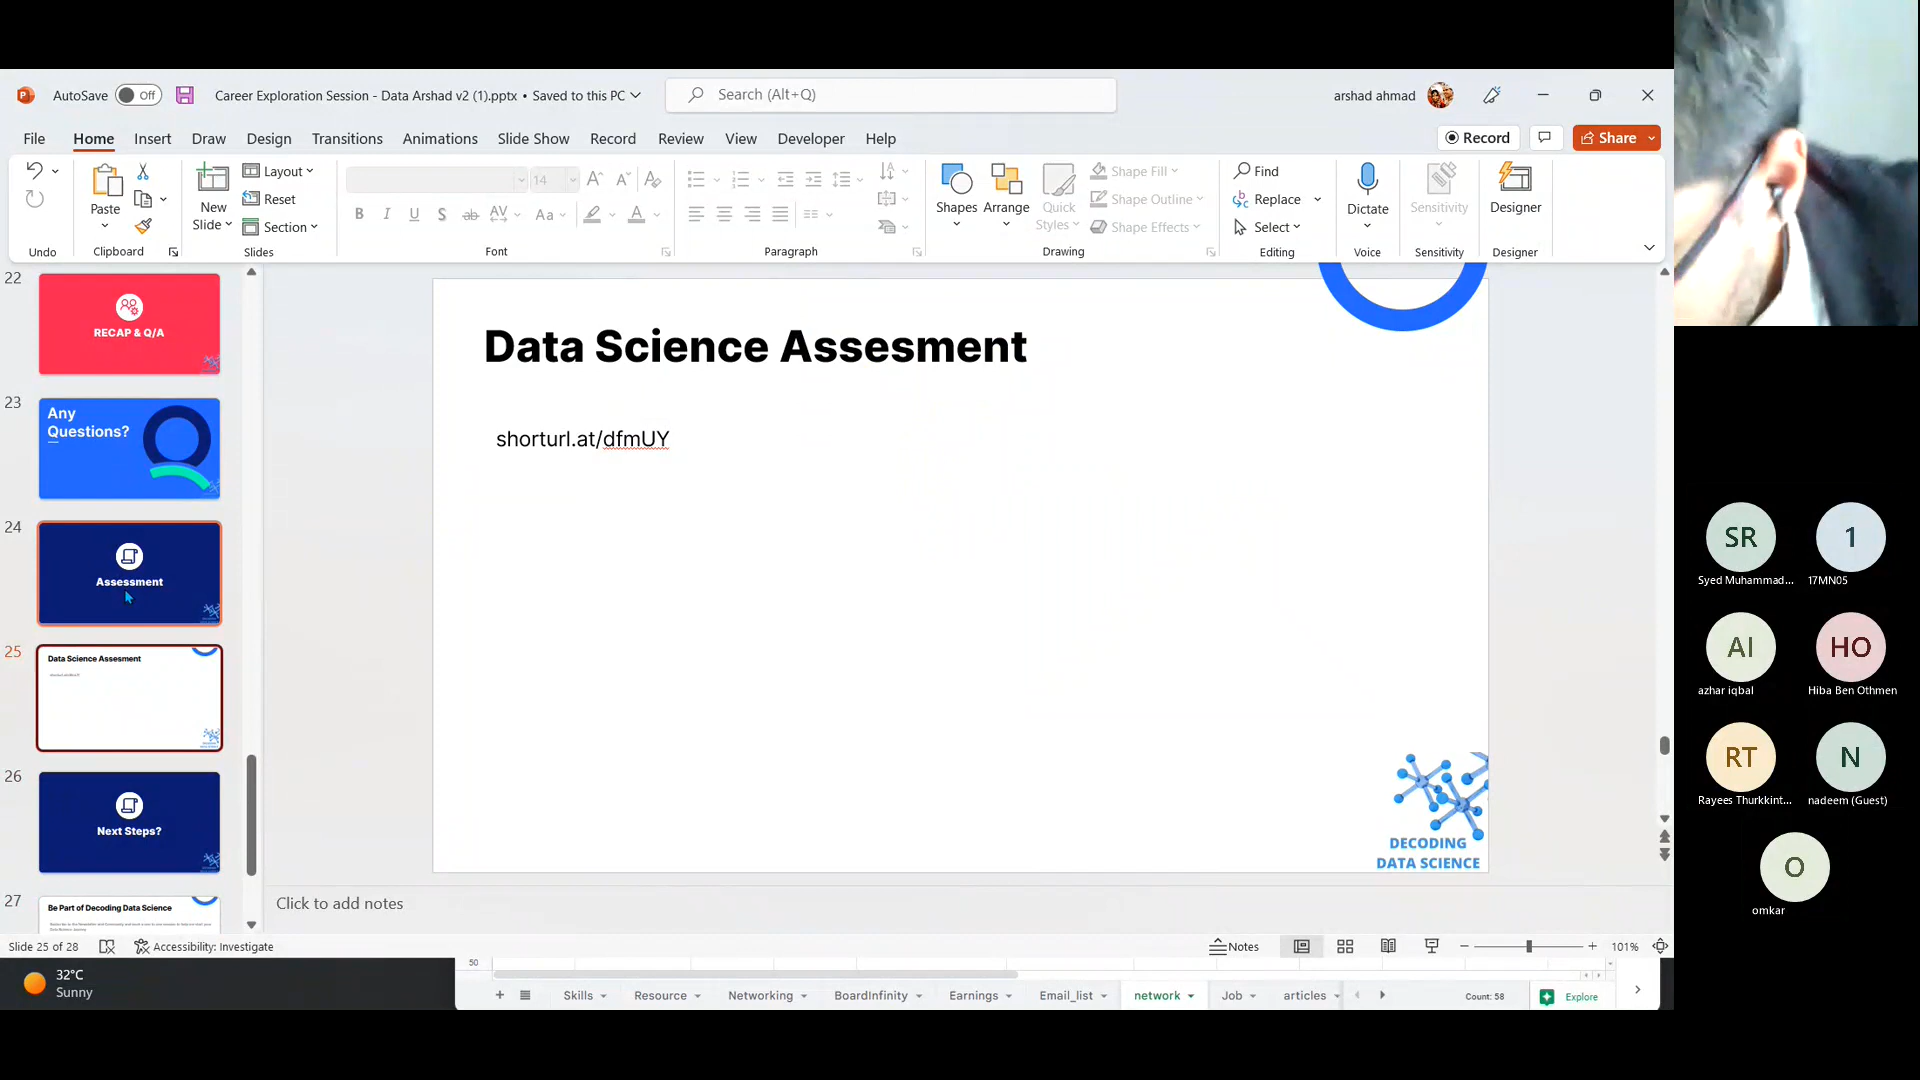 AutoSave Off Career Exploration Session - Data Arshad v2 (1).pptx • Saved to this PC Search (Alt+Q) arshad ahmad
File Home Insert Draw Design Transitions Animations Slide Show Record Review View Developer Help Record Share
Paste New Slide Layout Reset Section 14
B I U S ab AV Aa A
Shapes Arrange Quick Styles Shape Fill Shape Outline Shape Effects
Find Replace Select Dictate Sensitivity Designer
Undo Clipboard Slides Font Paragraph Drawing Editing Voice Sensitivity Designer
22
RECAP & Q/A
23
Any
Questions?
24
Assessment
25
Data Science Assesment
26
Next Steps?
27
Be Part of Decoding Data Science
Data Science Assesment
shorturl.at/dfmUY
DECODING
DATA SCIENCE
Click to add notes
Slide 25 of 28 Accessibility: Investigate Notes 101%
32°C
Sunny
50
Skills Resource Networking BoardInfinity Earnings Email_list network Job articles Count: 58 Explore
SR 1
Syed Muhammad... 17MN05
AI HO
azhar iqbal Hiba Ben Othmen
RT N
Rayees Thurkkint... nadeem (Guest)
O
omkar